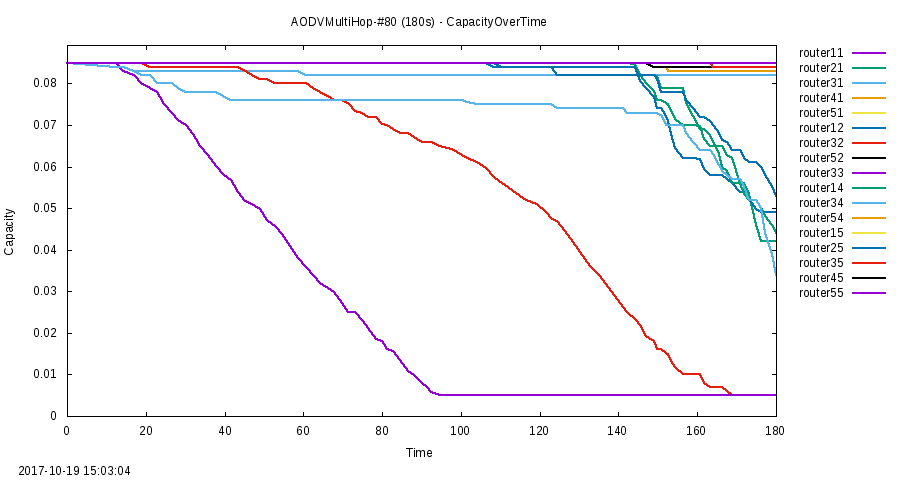 AODVMultiHop-#80 (180s) - CapacityOverTime
router11
router21
router31
router41
router51
router12
router32
router52
router33
router14
router34
router54
router15
router25
router35
router45
router55
Capacity
0.08
0.07
0.06
0.05
0.04
0.03
0.02
0.01
0
0 20 40 60 80 100 120 140 160 180
Time
2017-10-19 15:03:04